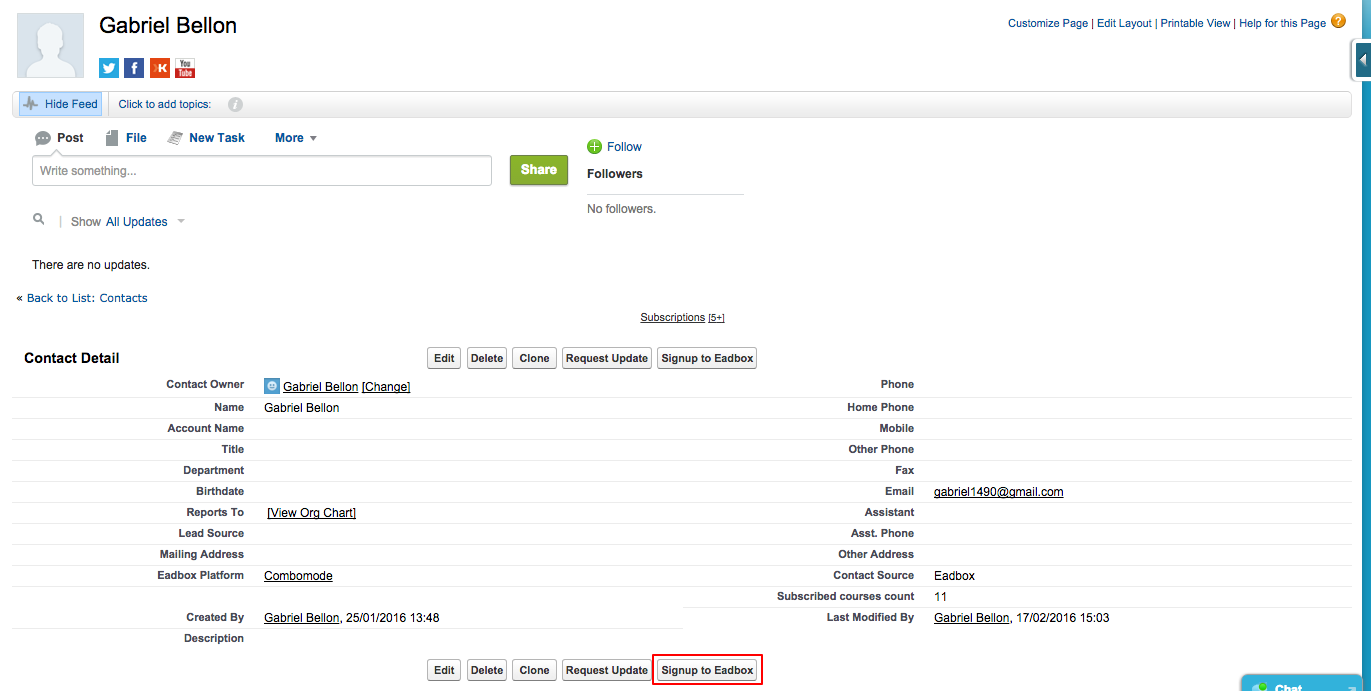 Gabriel Bellon
Customize Page | Edit Layout | Printable View | Help for this Page ?
f K You Tube
Hide Feed Click to add topics: i
Post File New Task More
Write something... Share
Follow
Followers
No followers.
| Show All Updates
There are no updates.
« Back to List: Contacts
Subscriptions [5+]
Contact Detail Edit Delete Clone Request Update Signup to Eadbox
Contact Owner Gabriel Bellon [Change] Phone
Name Gabriel Bellon Home Phone
Account Name Mobile
Title Other Phone
Department Fax
Birthdate Email gabriel1490@gmail.com
Reports To [View Org Chart] Assistant
Lead Source Asst. Phone
Mailing Address Other Address
Eadbox Platform Combomode Contact Source Eadbox
Subscribed courses count 11
Created By Gabriel Bellon, 25/01/2016 13:48 Last Modified By Gabriel Bellon, 17/02/2016 15:03
Description
Edit Delete Clone Request Update Signup to Eadbox
Chat